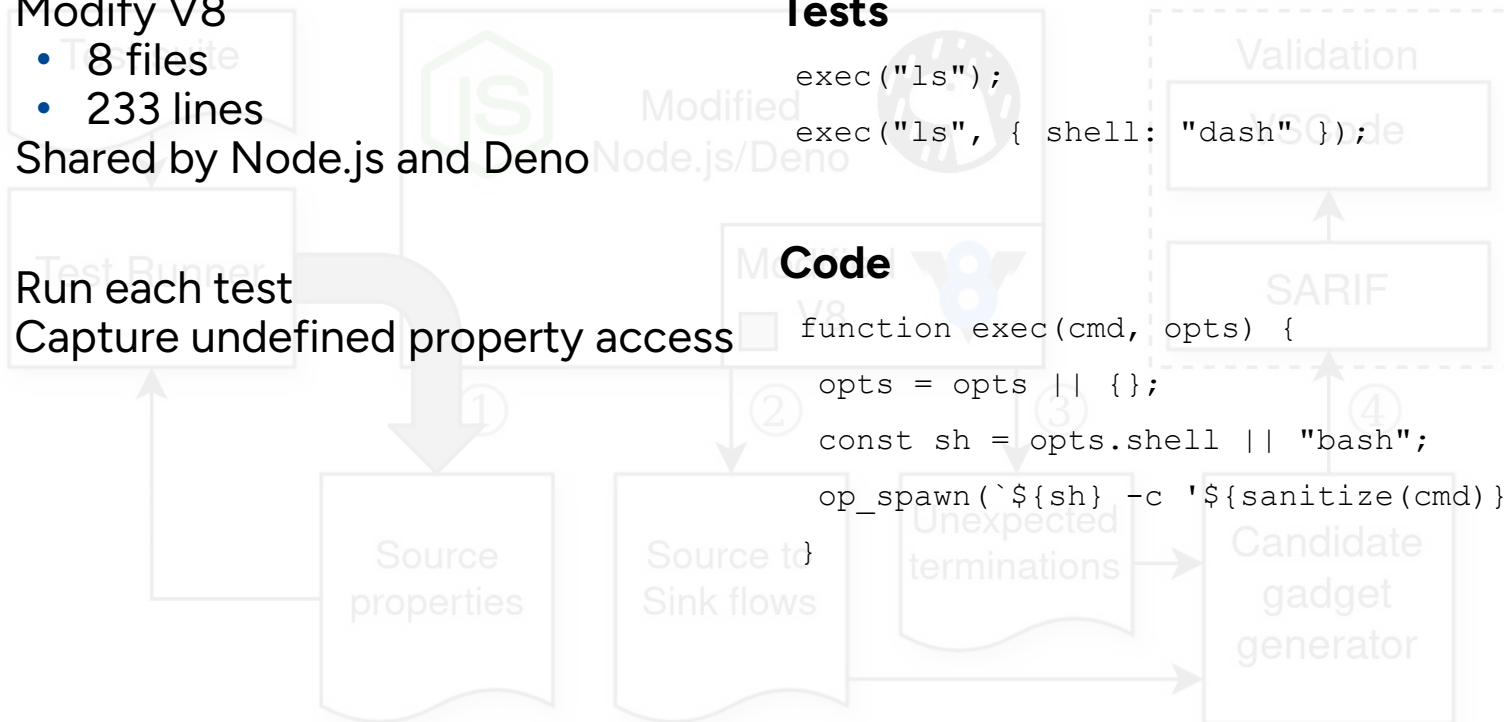 Modify V8
• 8 files
• 233 lines
Shared by Node.js and Deno
Run each test
Capture undefined property access
Tests
exec("ls");
exec("ls", { shell: "dash" });
Code
function exec(cmd, opts) {
opts = opts || {};
const sh = opts.shell || "bash";
op_spawn(`${sh} -c '${sanitize(cmd)}
}
Test suite
JS
Modified
Node.js/Deno
Validation
VSCode
Test Runner
Modified
V8
SARIF
①
②
③
④
Source
properties
Source to
Sink flows
Unexpected
terminations
Candidate
gadget
generator